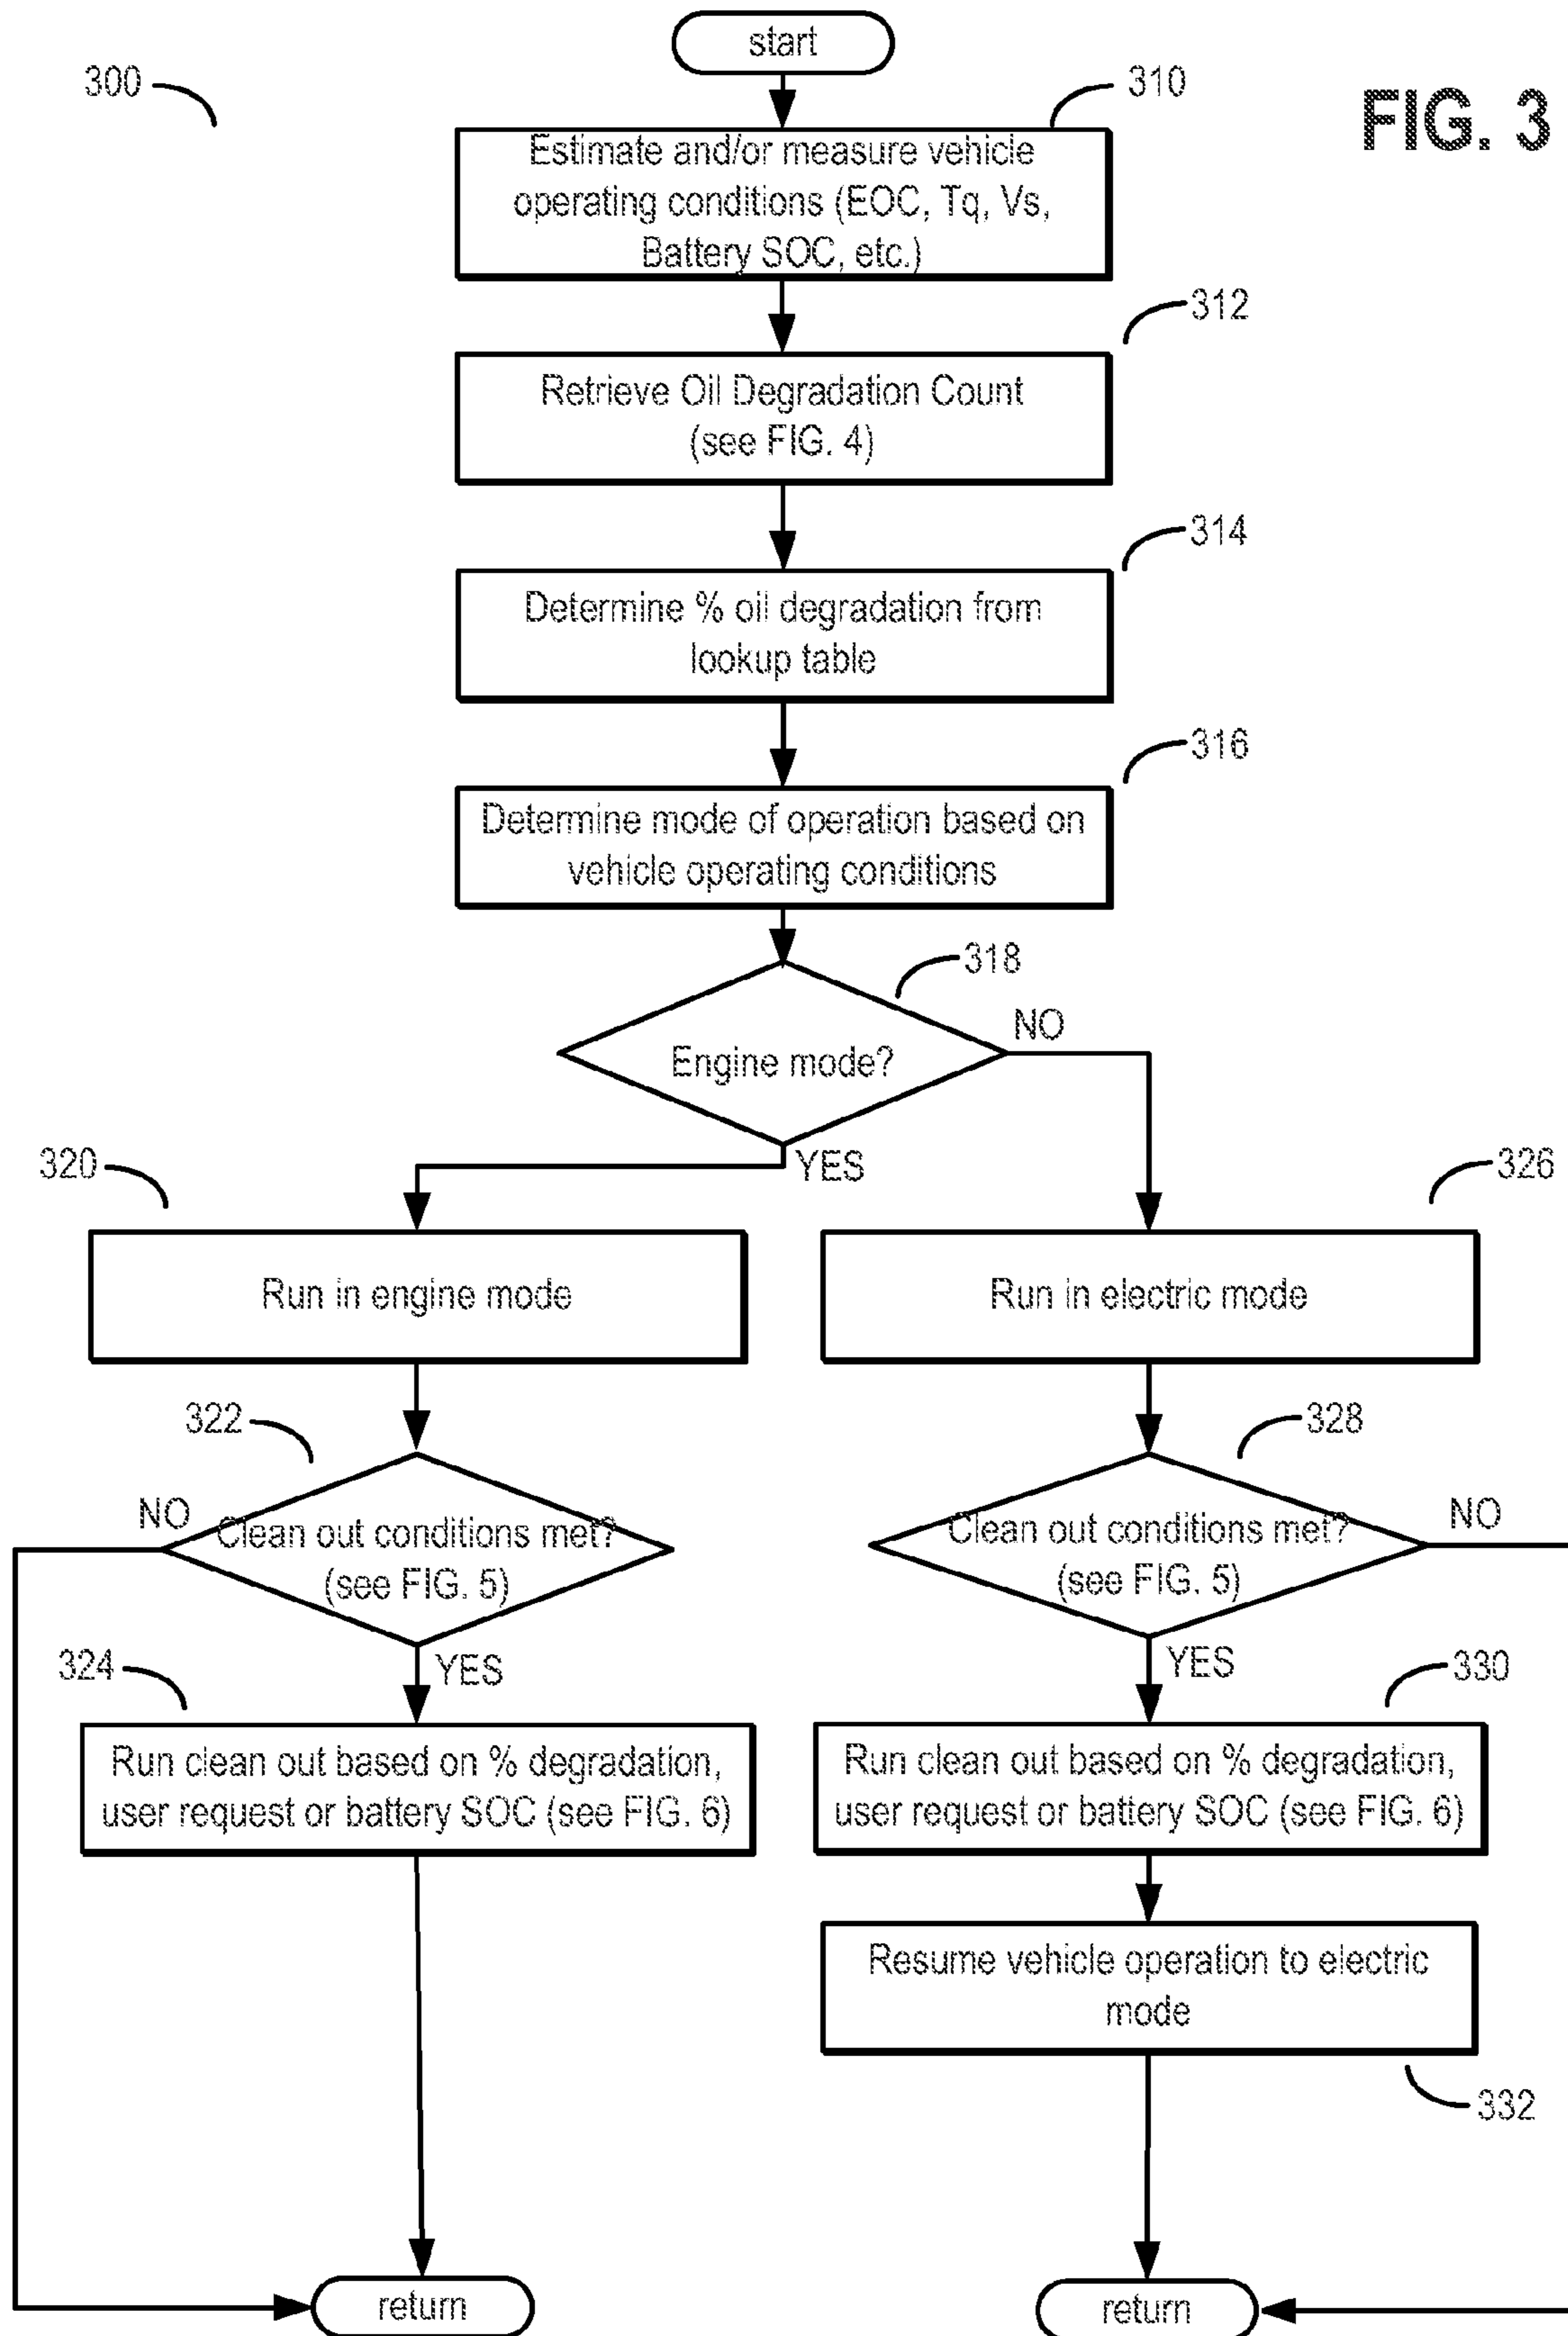 start
300
310
FIG. 3
Estimate and/or measure vehicle
operating conditions (EOC, Tq, Vs,
Battery SOC, etc.)
312
Retrieve Oil Degradation Count
(see FIG. 4)
314
Determine % oil degradation from
lookup table
316
Determine mode of operation based on
vehicle operating conditions
318
NO
Engine mode?
YES
320
326
Run in engine mode
Run in electric mode
322
328
NO
Clean out conditions met?
(see FIG. 5)
Clean out conditions met?
(see FIG. 5)
NO
324
YES
YES
330
Run clean out based on % degradation,
user request or battery SOC (see FIG. 6)
Run clean out based on % degradation,
user request or battery SOC (see FIG. 6)
Resume vehicle operation to electric
mode
332
return
return